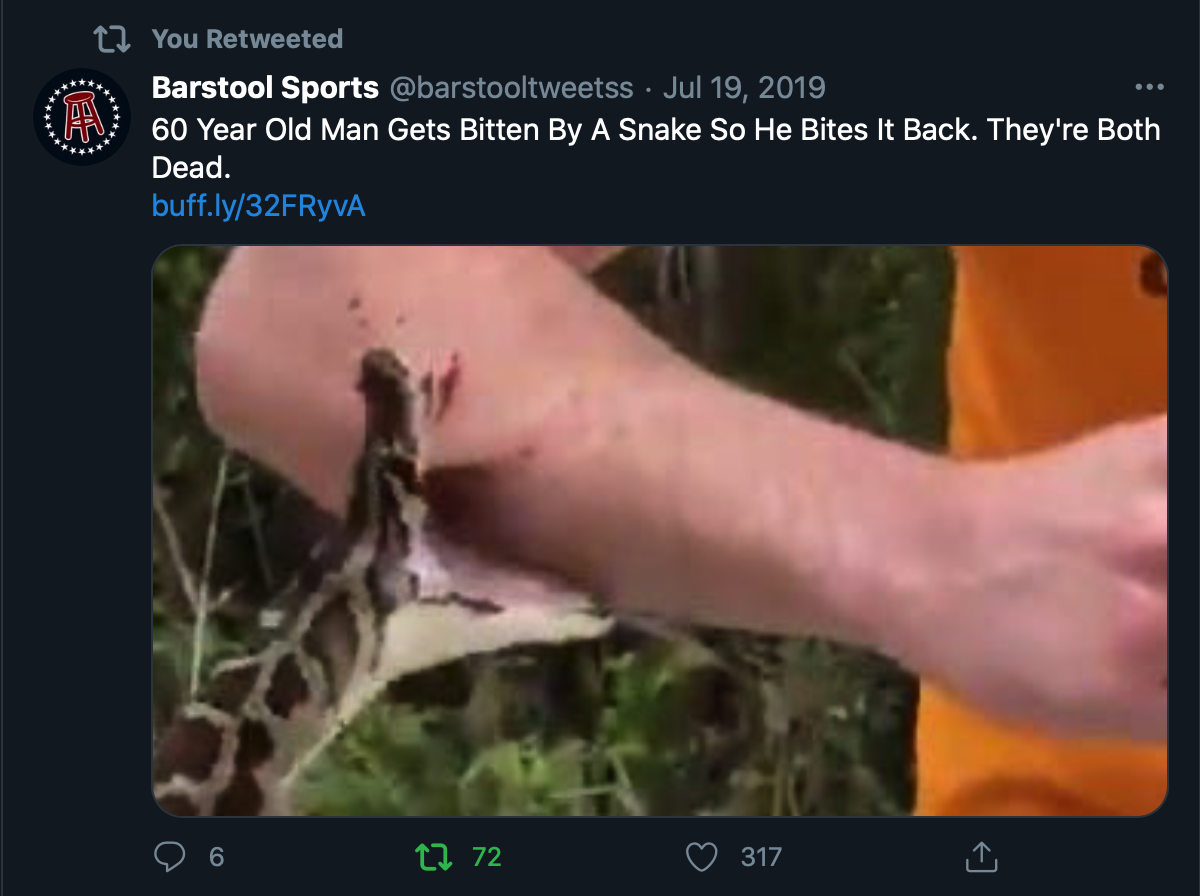 You Retweeted
Barstool Sports @barstooltweetss · Jul 19, 2019
60 Year Old Man Gets Bitten By A Snake So He Bites It Back. They're Both
Dead.
buff.ly/32FRyvA
6 72 317